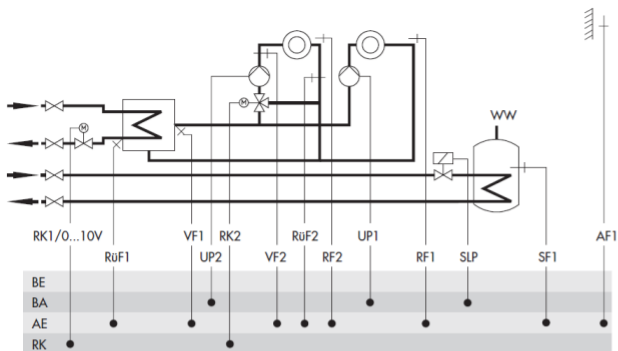 M
M
WW
RK1/0...10V VF1 RK2 RüF2 UP1 AF1
RüF1 UP2 VF2 RF2 RF1 SLP SF1
BE
BA
AE
RK